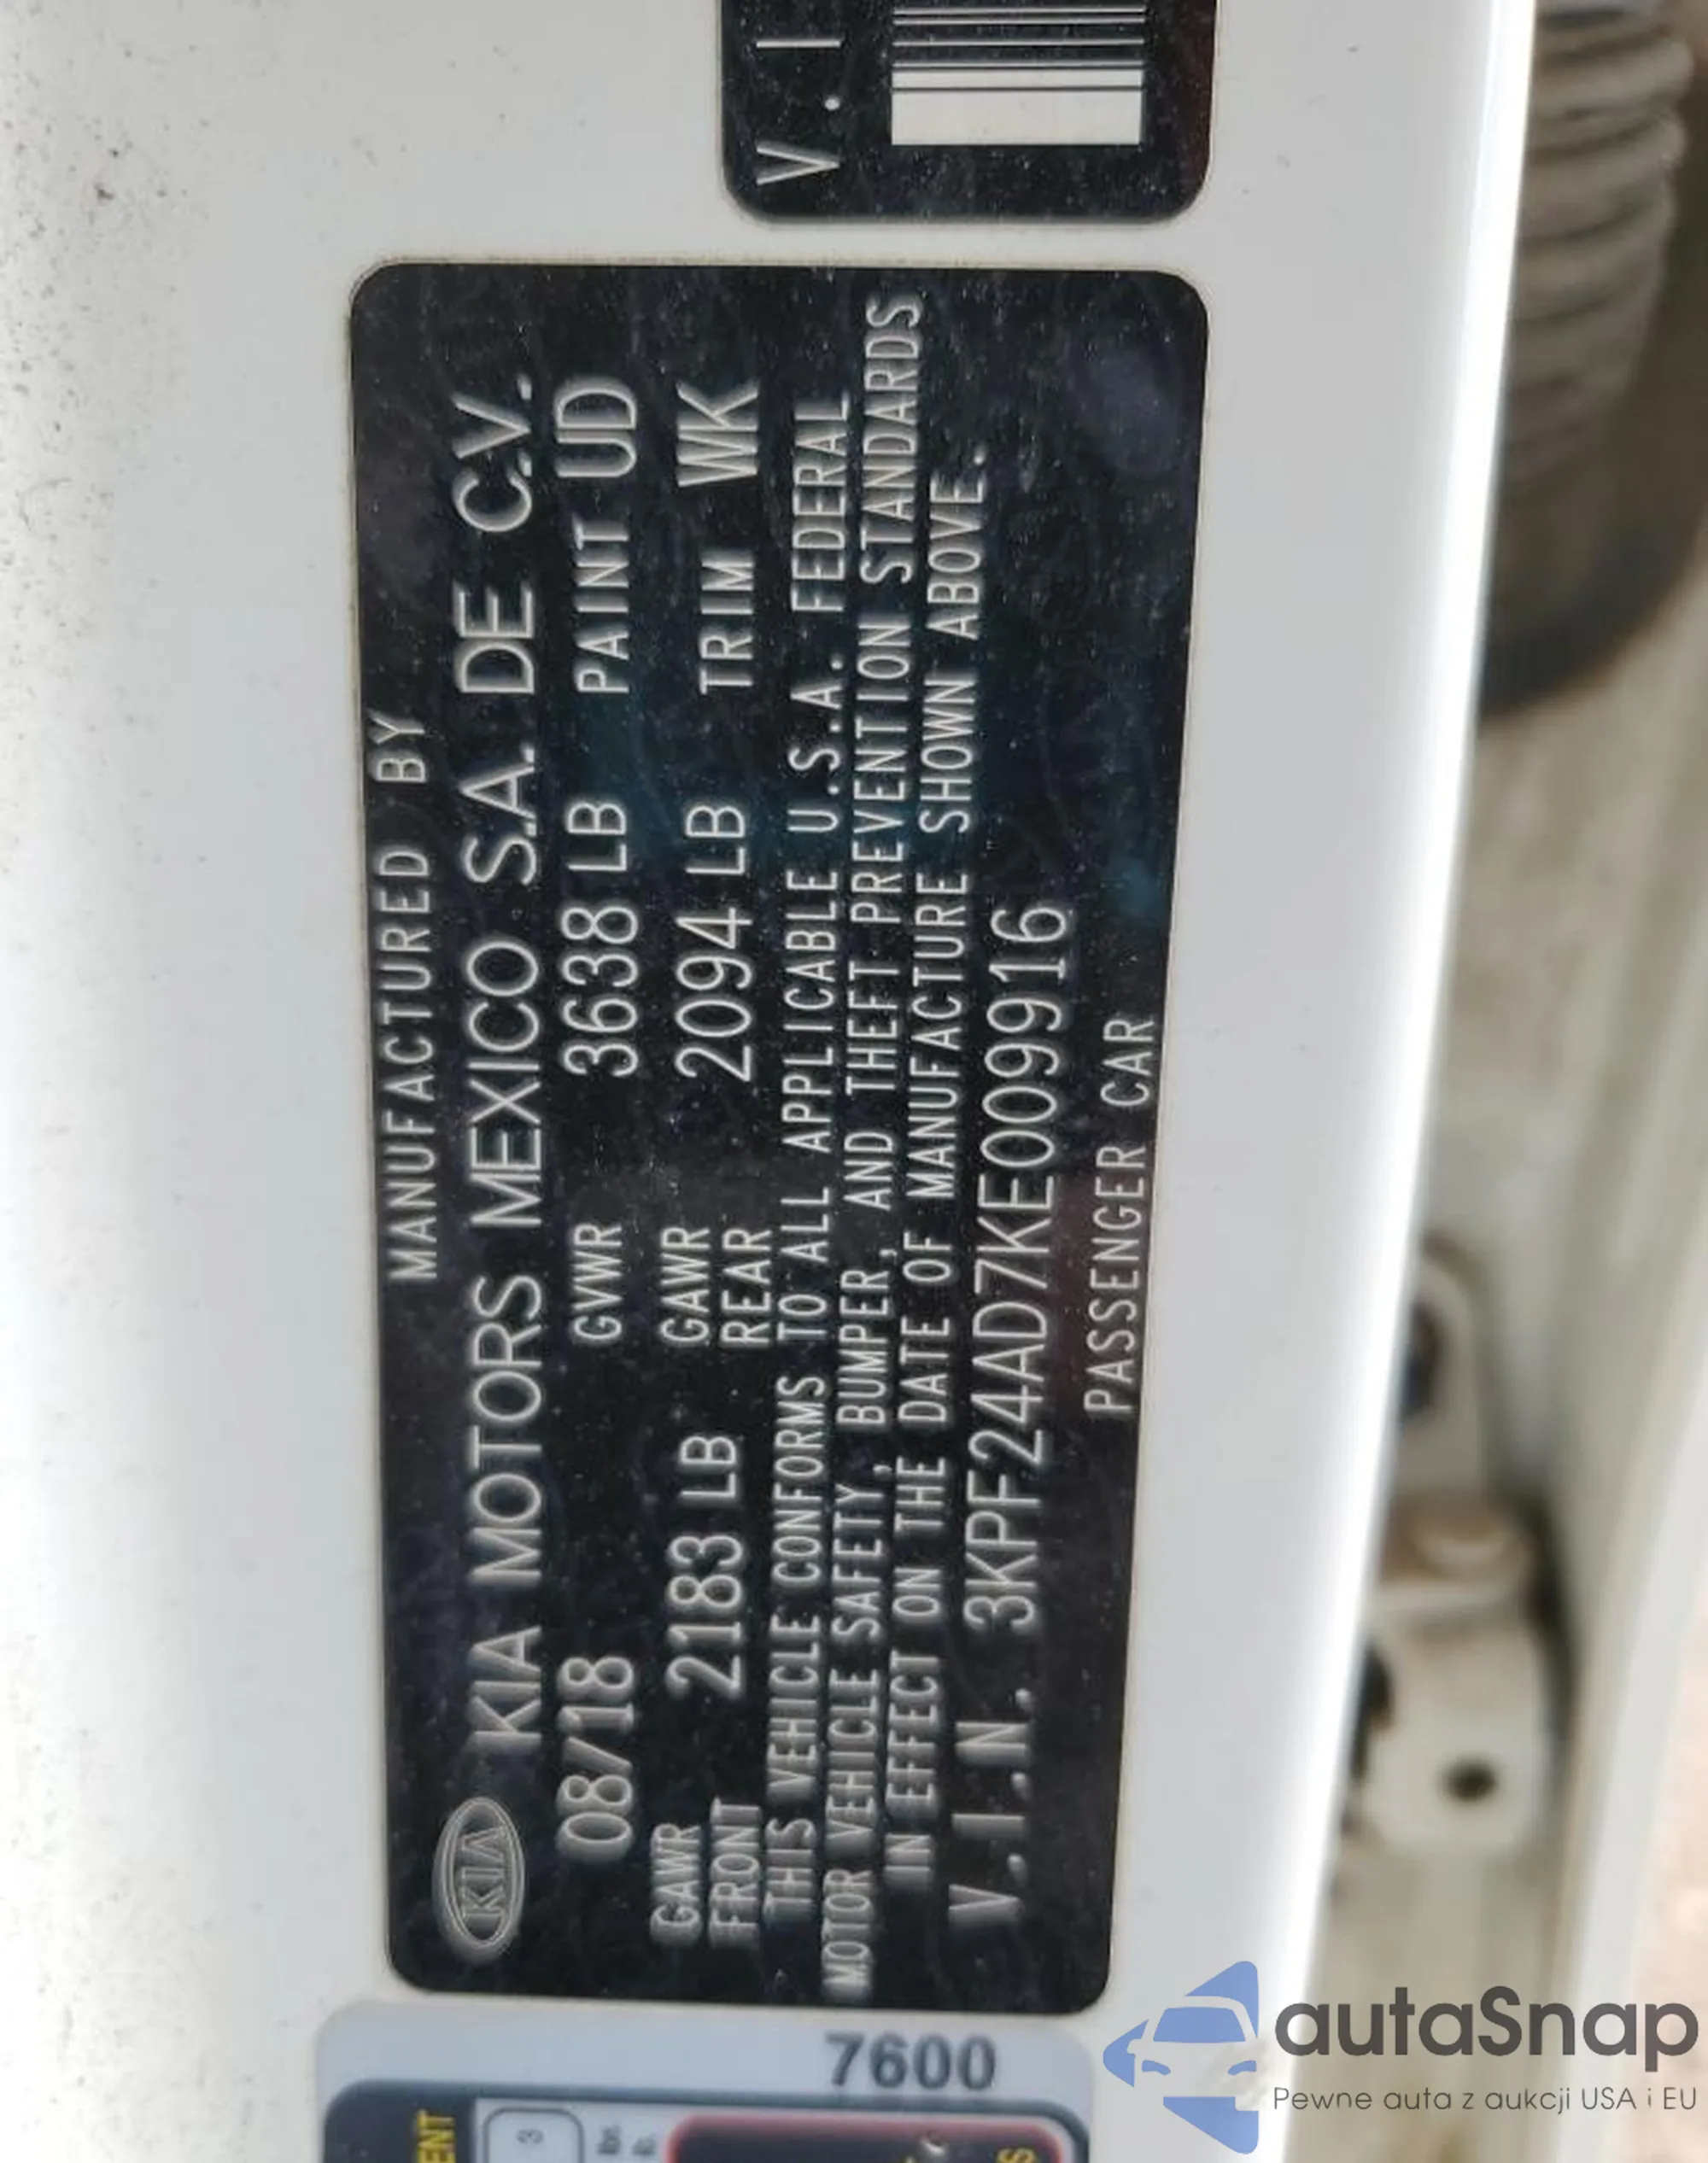 V.I
MANUFACTURED BY
KIA KIA MOTORS MEXICO S.A. DE C.V.
08/18 GVWR 3638 LB PAINT UD
GAWR FRONT 2183 LB GAWR REAR 2094 LB TRIM WK
THIS VEHICLE CONFORMS TO ALL APPLICABLE U.S.A. FEDERAL
MOTOR VEHICLE SAFETY, BUMPER, AND THEFT PREVENTION STANDARDS
IN EFFECT ON THE DATE OF MANUFACTURE SHOWN ABOVE.
V.I.N. 3KPF24AD7KE009916
PASSENGER CAR
7600
ENT
3
autaSnap
Pewne auta z aukcji USA i EU